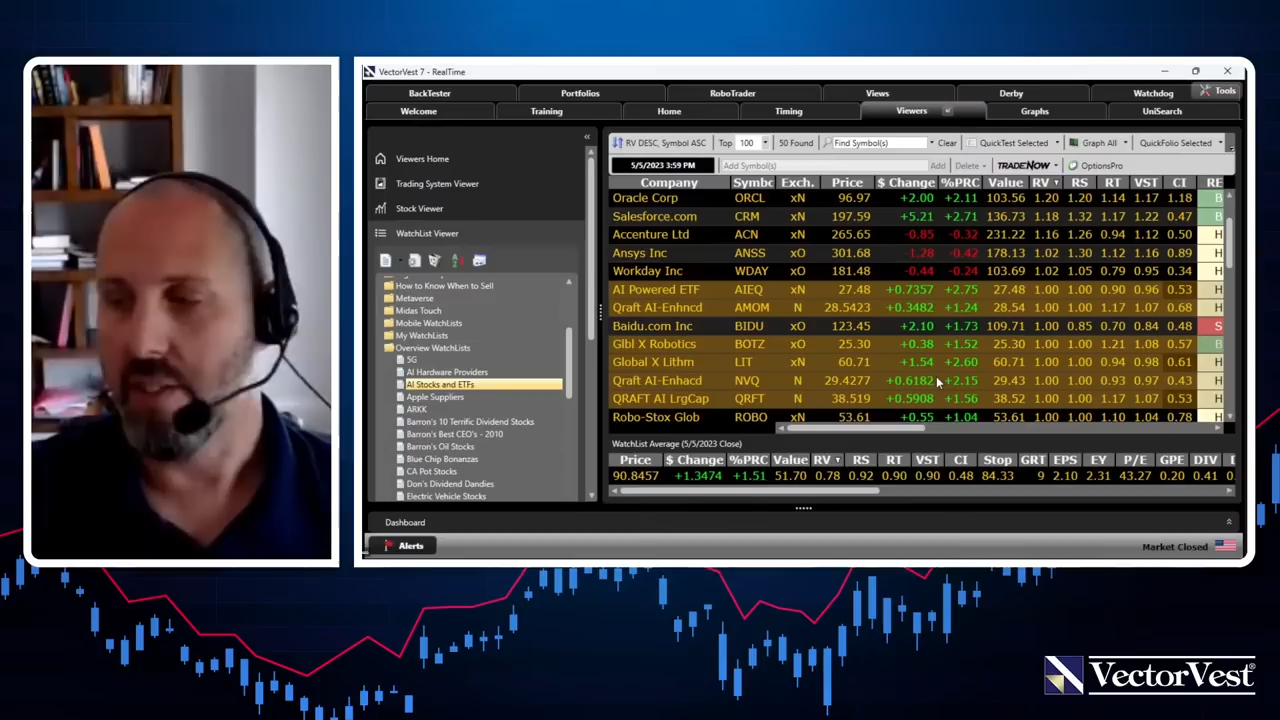 VectorVest 7 - RealTime
BackTester Portfolios RoboTrader Views Derby Watchdog Tools
Welcome Training Home Timing Viewers Graphs UniSearch
Viewers Home
Trading System Viewer
Stock Viewer
WatchList Viewer
How to Know When to Sell
Metaverse
Midas Touch
Mobile WatchLists
My WatchLists
Overview WatchLists
5G
AI Hardware Providers
AI Stocks and ETFs
Apple Suppliers
ARKK
Barron's 10 Terrific Dividend Stocks
Barron's Best CEO's - 2010
Barron's Oil Stocks
Blue Chip Bonanzas
CA Pot Stocks
Don's Dividend Dandies
Electric Vehicle Stocks
RV DESC, Symbol ASC Top 100 50 Found Find Symbol(s) Clear QuickTest Selected Graph All QuickFolio Selected
5/5/2023 3:59 PM Add Symbol(s) Add Delete TRADENOW OptionsPro
Company Symbc Exch. Price $ Change %PRC Value RV RS RT VST CI RE
Oracle Corp ORCL xN 96.97 +2.00 +2.11 103.56 1.20 1.20 1.14 1.17 1.18 B
Salesforce.com CRM xN 197.59 +5.21 +2.71 136.73 1.18 1.32 1.17 1.22 0.47 B
Accenture Ltd ACN xN 265.65 -0.85 -0.32 231.22 1.16 1.26 0.94 1.12 0.50 H
Ansys Inc ANSS xO 301.68 -1.28 -0.42 178.13 1.02 1.30 1.15 1.16 0.89 H
Workday Inc WDAY xO 181.48 -0.44 -0.24 103.69 1.02 1.05 0.79 0.95 0.34 H
AI Powered ETF AIEQ xN 27.48 +0.7357 +2.75 27.48 1.00 1.00 0.90 0.96 0.53 H
Qraft AI-Enhncd AMOM N 28.5423 +0.3482 +1.24 28.54 1.00 1.00 1.16 1.07 0.68 H
Baidu.com Inc BIDU xO 123.45 +2.10 +1.73 109.71 1.00 0.85 0.70 0.84 0.48 S
Glbl X Robotics BOTZ xO 25.30 +0.38 +1.52 25.30 1.00 1.00 1.21 1.08 0.57 B
Global X Lithm LIT xN 60.71 +1.54 +2.60 60.71 1.00 1.00 0.94 0.98 0.61 H
Qraft AI-Enhacd NVQ N 29.4277 +0.6182 +2.15 29.43 1.00 1.00 0.93 0.97 0.43 H
QRAFT AI LrgCap QRFT N 38.519 +0.5908 +1.56 38.52 1.00 1.00 1.17 1.07 0.53 H
Robo-Stox Glob ROBO xN 53.61 +0.55 +1.04 53.61 1.00 1.00 1.10 1.04 0.78 H
WatchList Average (5/5/2023 Close)
Price $ Change %PRC Value RV RS RT VST CI Stop GRT EPS EY P/E GPE DIV
90.8457 +1.3474 +1.51 51.70 0.78 0.92 0.90 0.90 0.48 84.33 9 2.10 2.31 43.27 0.20 0.41
Dashboard
Alerts
Market Closed
VectorVest®